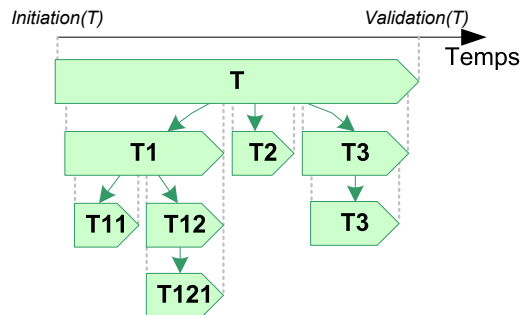 Initiation(T) Validation(T)
Temps
T
T1 T2 T3
T11 T12 T3
T121